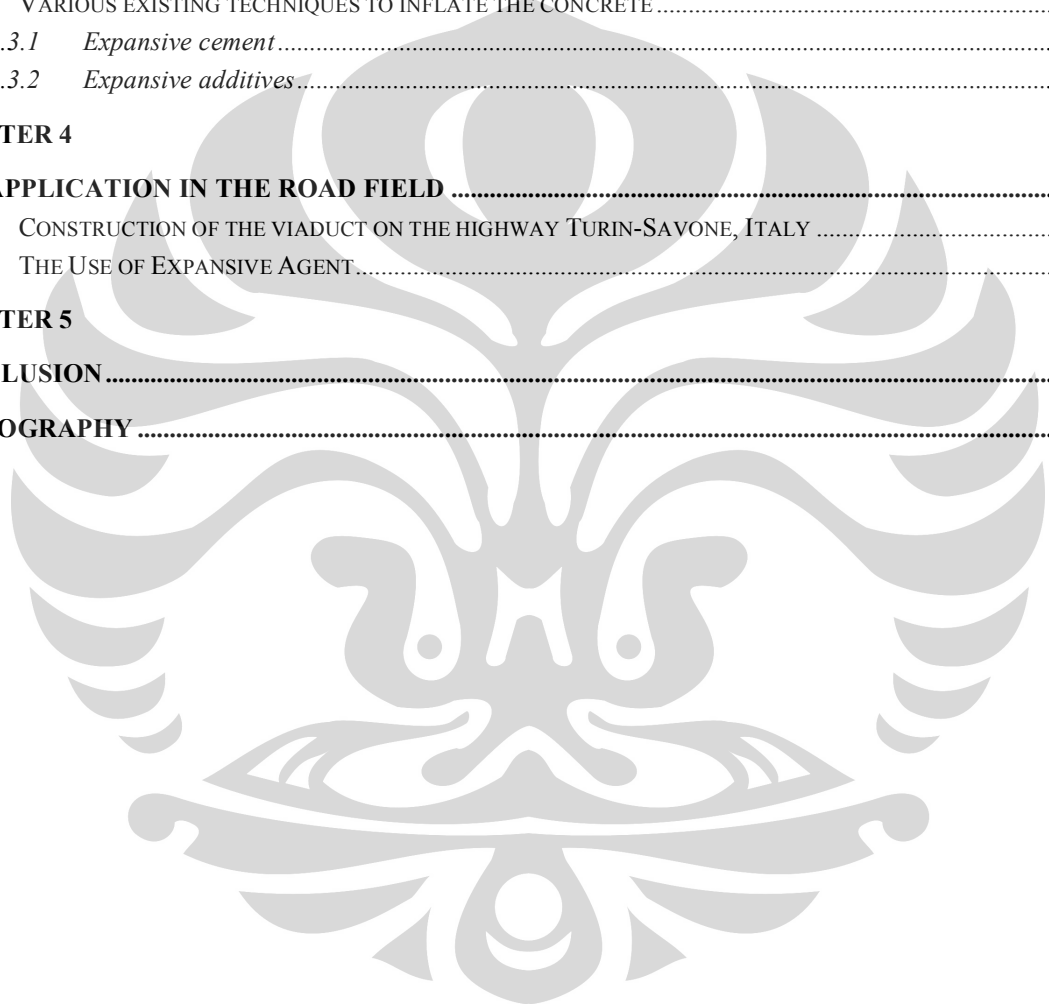 VARIOUS EXISTING TECHNIQUES TO INFLATE THE CONCRETE
.3.1 Expansive cement
.3.2 Expansive additives
TER 4
APPLICATION IN THE ROAD FIELD
CONSTRUCTION OF THE VIADUCT ON THE HIGHWAY TURIN-SAVONE, ITALY
THE USE OF EXPANSIVE AGENT
TER 5
LUSION
OGRAPHY